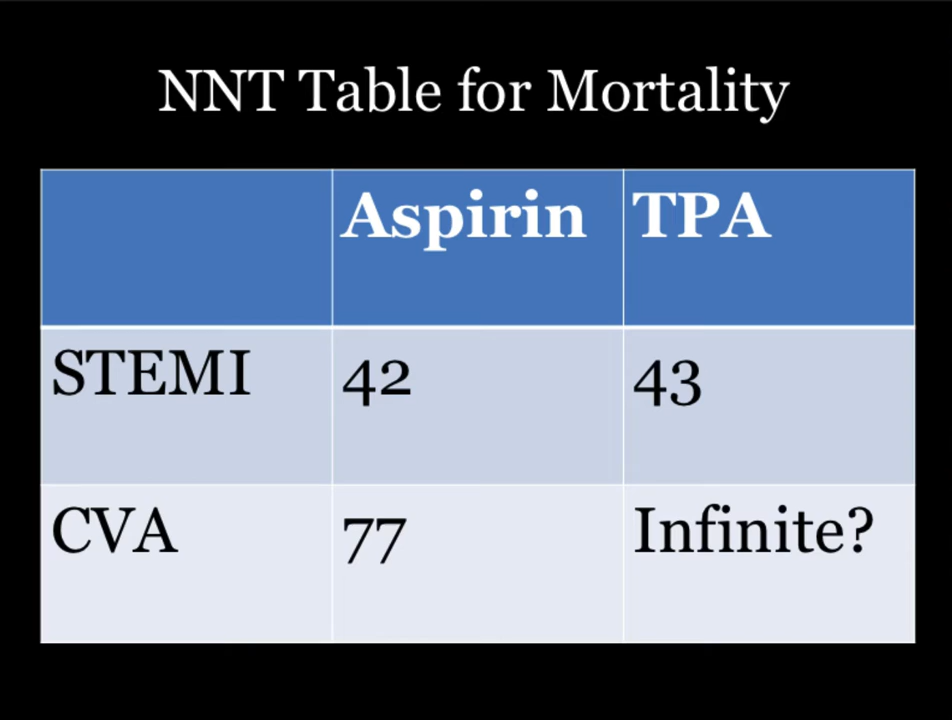 NNT Table for Mortality
Aspirin TPA
STEMI 42 43
CVA 77 Infinite?